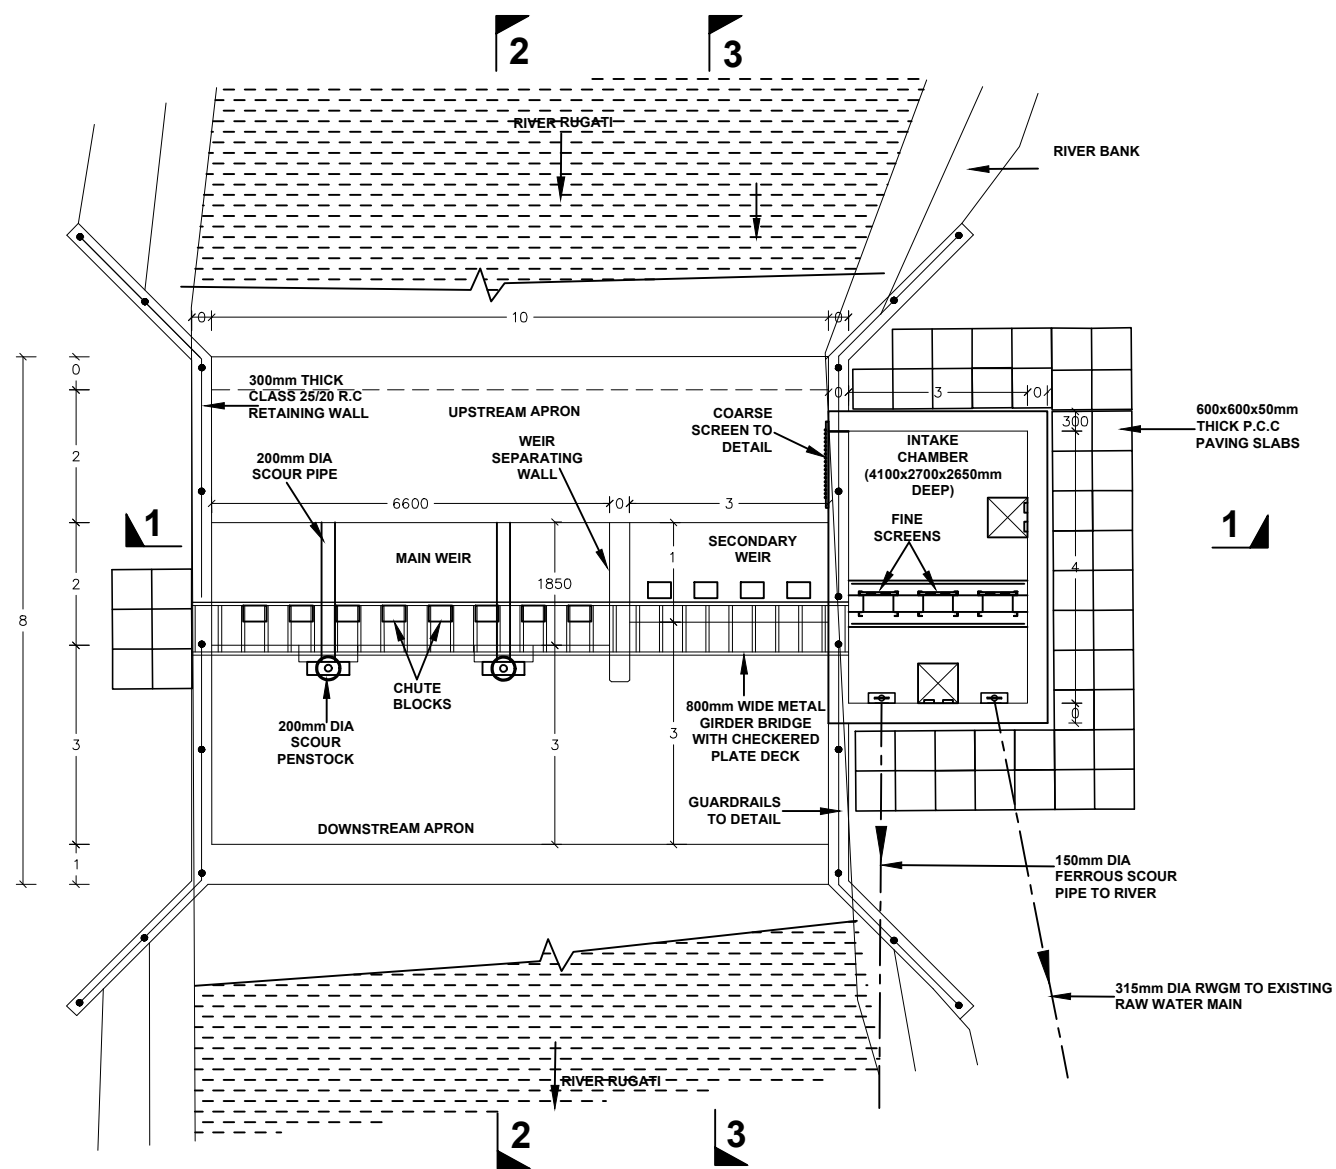 2
3
RIVER RUGATI
RIVER BANK
0
10
0
0
300mm THICK
CLASS 25/20 R.C
RETAINING WALL
UPSTREAM APRON
COARSE
SCREEN TO
DETAIL
0
3
0
300
600x600x50mm
THICK P.C.C
PAVING SLABS
WEIR
SEPARATING
WALL
INTAKE
CHAMBER
(4100x2700x2650mm
DEEP)
2
200mm DIA
SCOUR PIPE
6600
0
3
FINE
SCREENS
1
1
MAIN WEIR
SECONDARY
WEIR
1
2
1850
4
8
CHUTE
BLOCKS
800mm WIDE METAL
GIRDER BRIDGE
WITH CHECKERED
PLATE DECK
0
200mm DIA
SCOUR
PENSTOCK
3
3
3
GUARDRAILS
TO DETAIL
DOWNSTREAM APRON
1
150mm DIA
FERROUS SCOUR
PIPE TO RIVER
315mm DIA RWGM TO EXISTING
RAW WATER MAIN
RIVER RUGATI
2
3